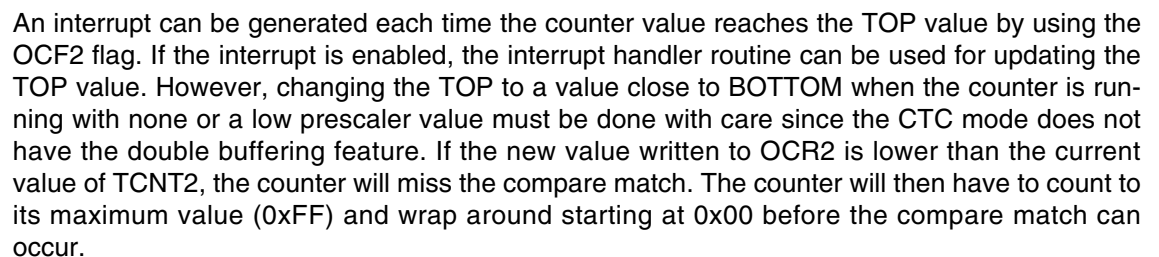 An interrupt can be generated each time the counter value reaches the TOP value by using the
OCF2 flag. If the interrupt is enabled, the interrupt handler routine can be used for updating the
TOP value. However, changing the TOP to a value close to BOTTOM when the counter is run-
ning with none or a low prescaler value must be done with care since the CTC mode does not
have the double buffering feature. If the new value written to OCR2 is lower than the current
value of TCNT2, the counter will miss the compare match. The counter will then have to count to
its maximum value (0xFF) and wrap around starting at 0x00 before the compare match can
occur.